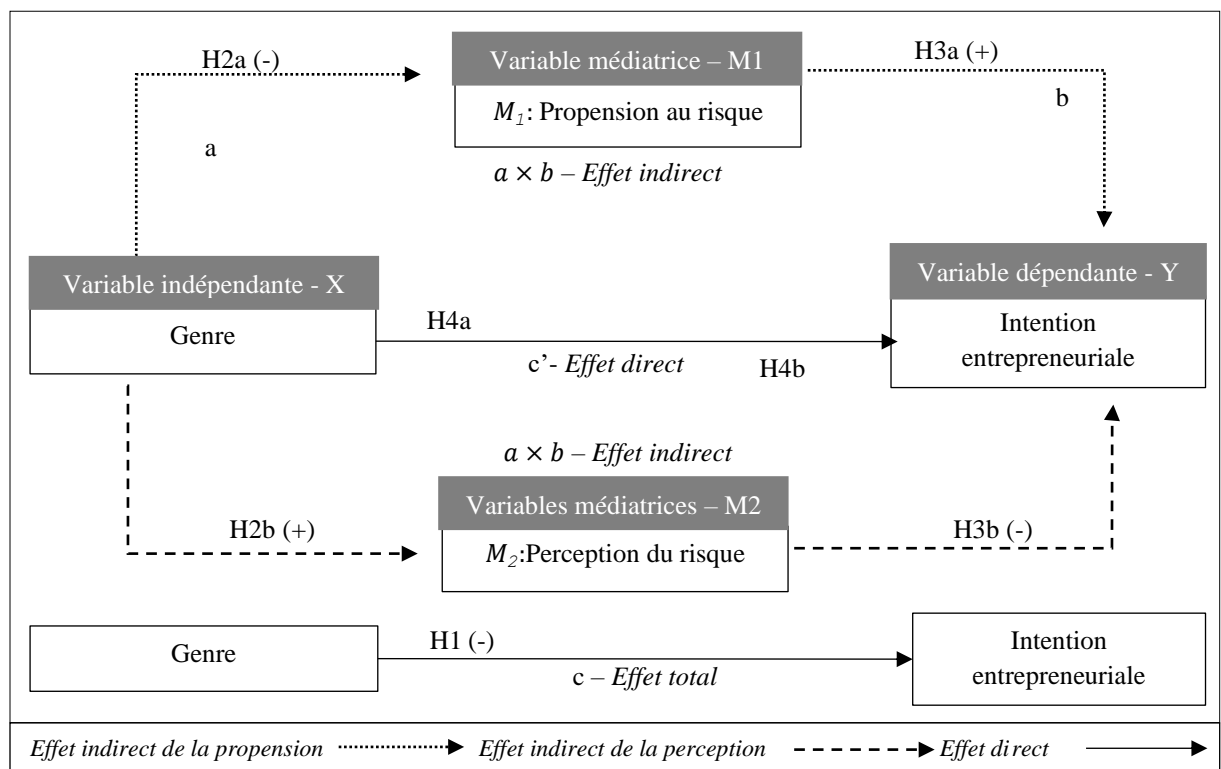 H2a (-)
Variable médiatrice – M1
H3a (+)
M1: Propension au risque
b
a
a × b – Effet indirect
Variable indépendante - X
Variable dépendante - Y
Genre
H4a
Intention
entrepreneuriale
c’- Effet direct
H4b
a × b – Effet indirect
Variables médiatrices – M2
H2b (+)
H3b (-)
M2:Perception du risque
Genre
H1 (-)
Intention
entrepreneuriale
c – Effet total
Effet indirect de la propension Effet indirect de la perception Effet direct